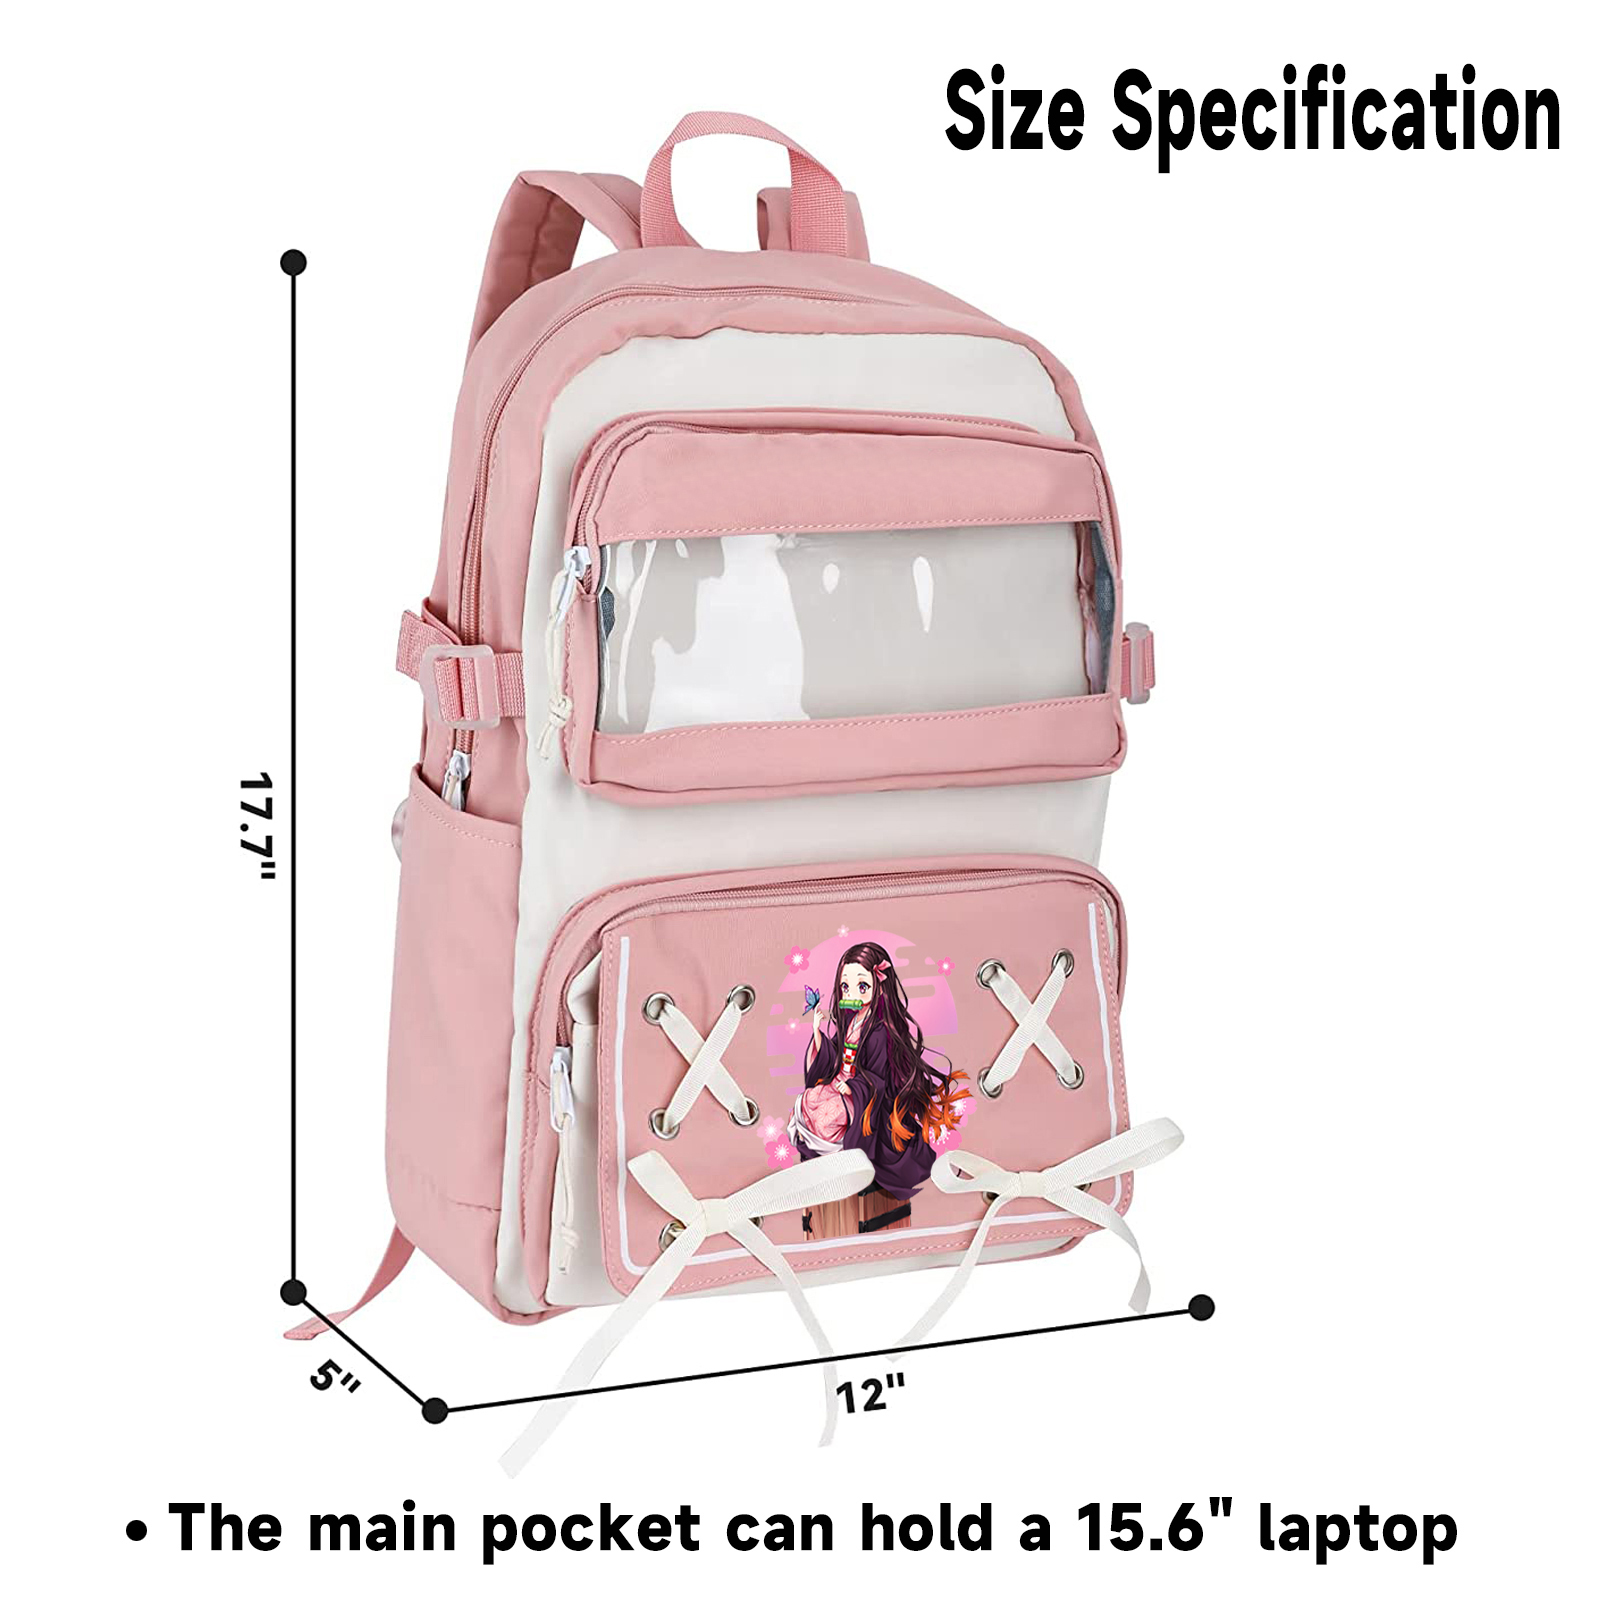 Size Specification
17.7"
5"
12"
• The main pocket can hold a 15.6" laptop